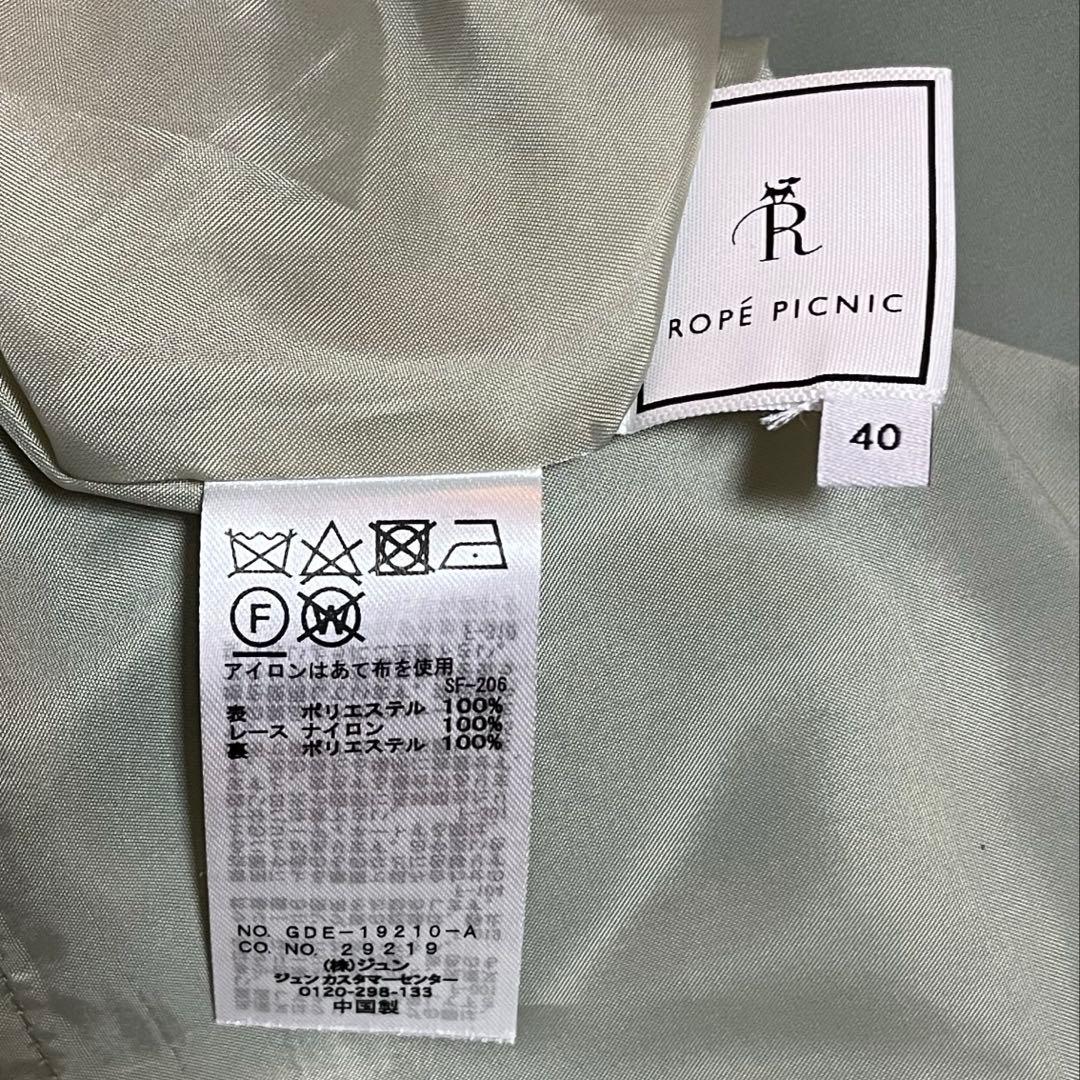 R
ROPÉ PICNIC
40
F
W
アイロンはあて布を使用
SF-206
表 ポリエステル 100%
レース ナイロン 100%
裏 ポリエステル 100%
NO. GDE-19210-A
CO. NO. 29219
(株)ジュン
ジュンカスタマーセンター
0120-298-133
中国製